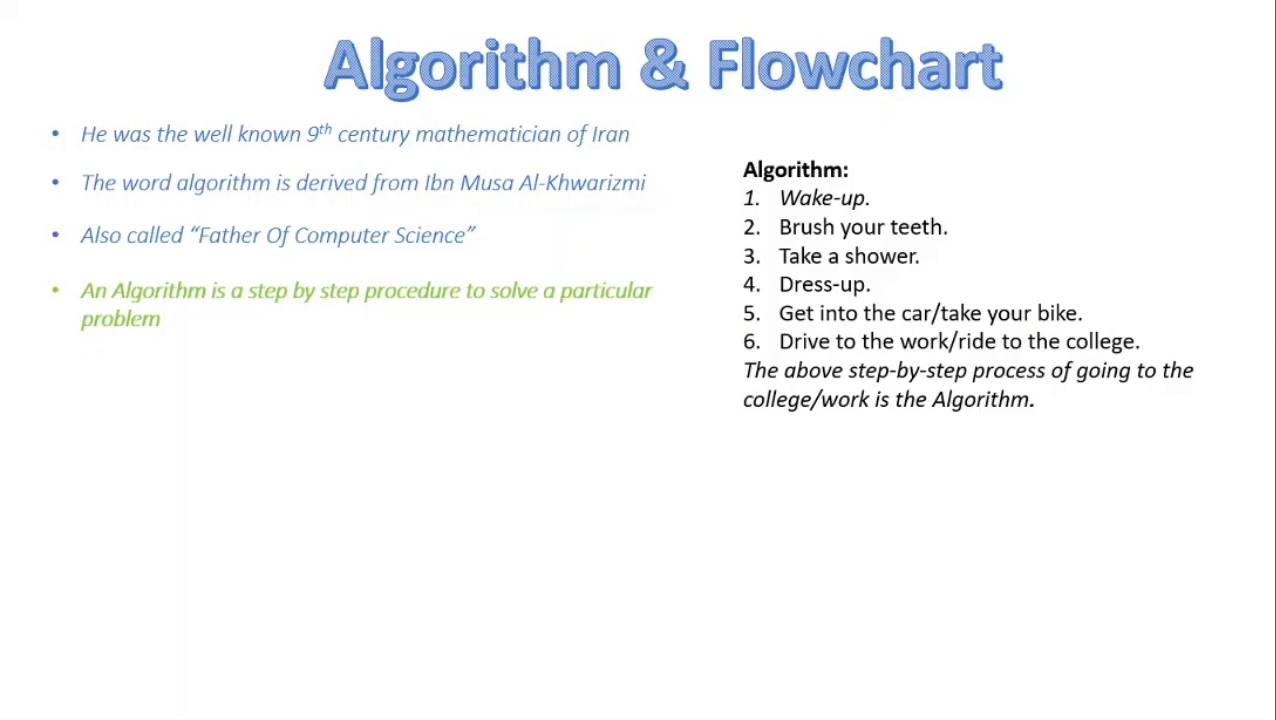 Algorithm & Flowchart
• He was the well known 9th century mathematician of Iran
• The word algorithm is derived from Ibn Musa Al-Khwarizmi
• Also called “Father Of Computer Science”
• An Algorithm is a step by step procedure to solve a particular
problem
Algorithm:
1. Wake-up.
2. Brush your teeth.
3. Take a shower.
4. Dress-up.
5. Get into the car/take your bike.
6. Drive to the work/ride to the college.
The above step-by-step process of going to the
college/work is the Algorithm.